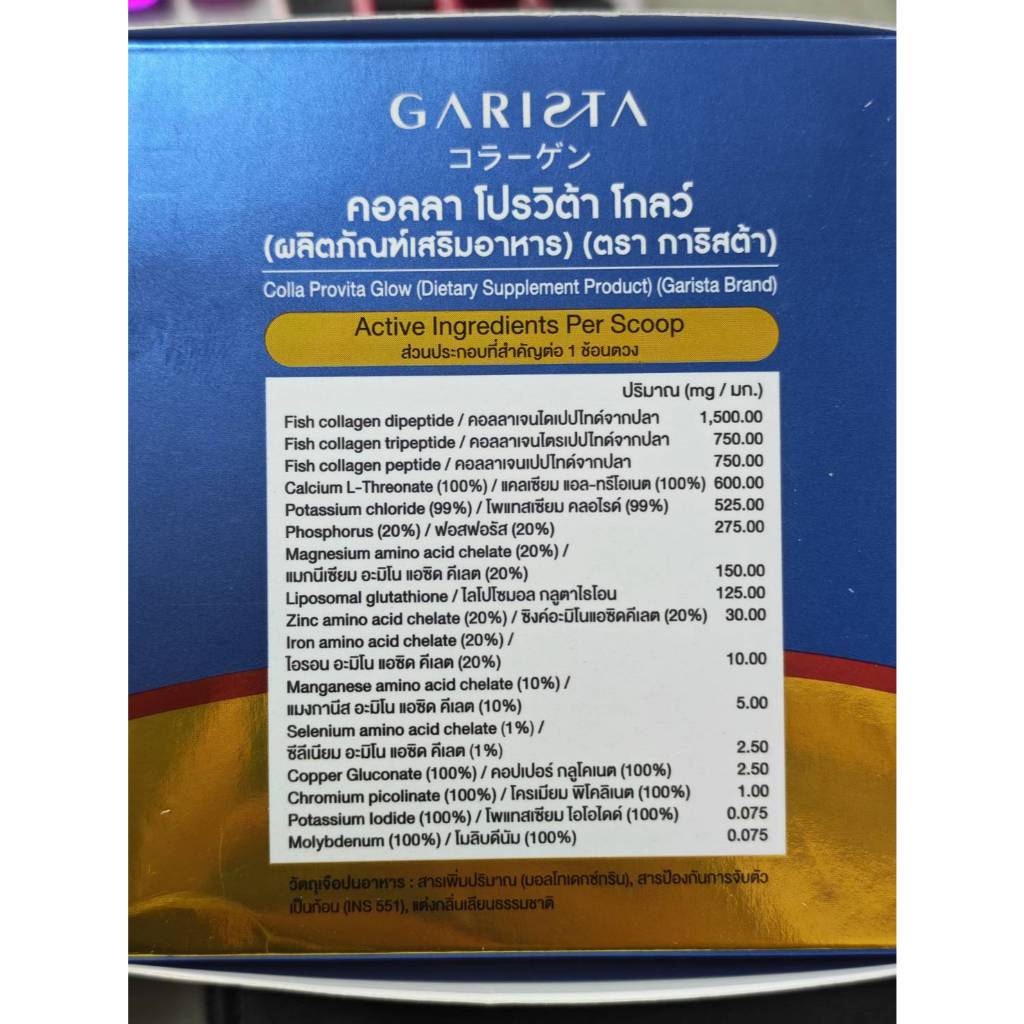 GARISTA
コラーゲン
คอลลา โปรวิต้า โกลว์
(ผลิตภัณฑ์เสริมอาหาร) (ตรา การิสต้า)
Colla Provita Glow (Dietary Supplement Product) (Garista Brand)
Active Ingredients Per Scoop
ส่วนประกอบที่สำคัญต่อ 1 ช้อนตวง
ปริมาณ (mg / มก.)
Fish collagen dipeptide / คอลลาเจนไดเปปไทด์จากปลา 1,500.00
Fish collagen tripeptide / คอลลาเจนไตรเปปไทด์จากปลา 750.00
Fish collagen peptide / คอลลาเจนเปปไทด์จากปลา 750.00
Calcium L-Threonate (100%) / แคลเซียม แอล-ทรีโอเนต (100%) 600.00
Potassium chloride (99%) / โพแทสเซียม คลอไรด์ (99%) 525.00
Phosphorus (20%) / ฟอสฟอรัส (20%) 275.00
Magnesium amino acid chelate (20%) /
แมกนีเซียม อะมิโน แอซิด คีเลต (20%) 150.00
Liposomal glutathione / ไลโปโซมอล กลูตาไธโอน 125.00
Zinc amino acid chelate (20%) / ซิงค์อะมิโนแอซิดคีเลต (20%) 30.00
Iron amino acid chelate (20%) /
ไอรอน อะมิโน แอซิด คีเลต (20%) 10.00
Manganese amino acid chelate (10%) /
แมงกานีส อะมิโน แอซิด คีเลต (10%) 5.00
Selenium amino acid chelate (1%) /
ซีลีเนียม อะมิโน แอซิด คีเลต (1%) 2.50
Copper Gluconate (100%) / คอปเปอร์ กลูโคเนต (100%) 2.50
Chromium picolinate (100%) / โครเมียม พิโคลิเนต (100%) 1.00
Potassium Iodide (100%) / โพแทสเซียม ไอโอไดด์ (100%) 0.075
Molybdenum (100%) / โมลิบดีนัม (100%) 0.075
วัตถุเจือปนอาหาร : สารเพิ่มปริมาณ (มอลโทเดกซ์ทริน), สารป้องกันการจับตัว
เป็นก้อน (INS 551), แต่งกลิ่นเลียนธรรมชาติ